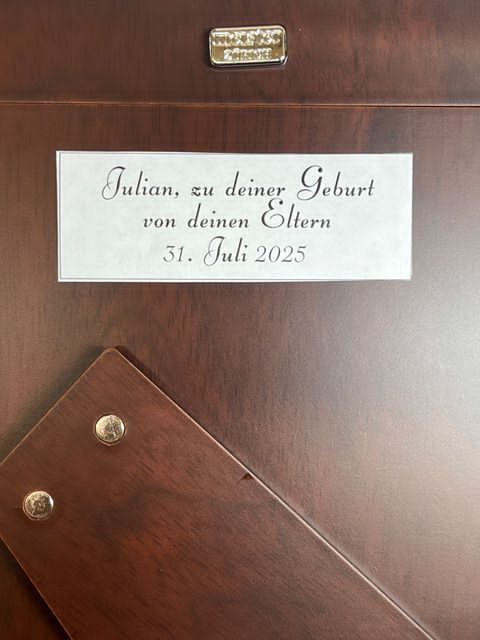 Julian, zu deiner Geburt
von deinen Eltern
31. Juli 2025